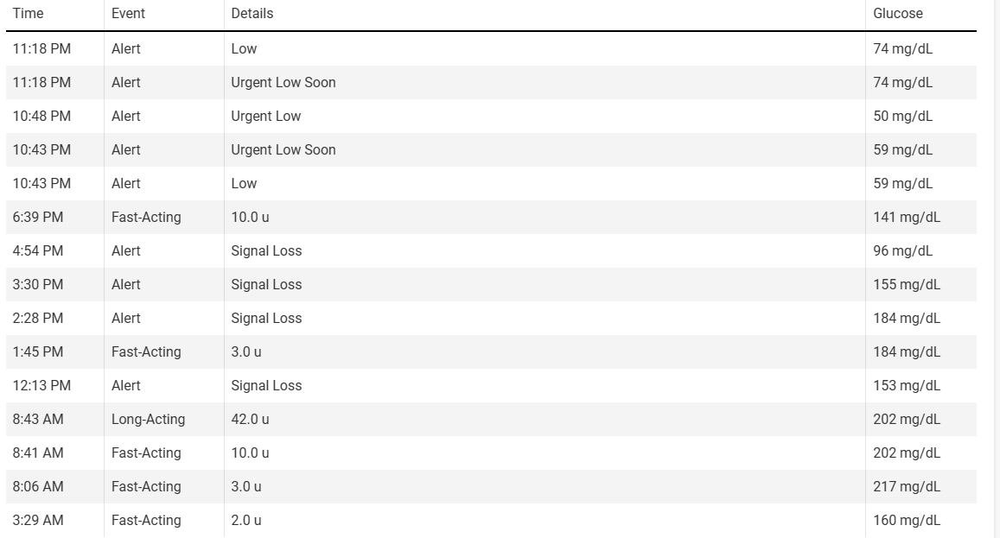 Time Event Details Glucose
11:18 PM Alert Low 74 mg/dL
11:18 PM Alert Urgent Low Soon 74 mg/dL
10:48 PM Alert Urgent Low 50 mg/dL
10:43 PM Alert Urgent Low Soon 59 mg/dL
10:43 PM Alert Low 59 mg/dL
6:39 PM Fast-Acting 10.0 u 141 mg/dL
4:54 PM Alert Signal Loss 96 mg/dL
3:30 PM Alert Signal Loss 155 mg/dL
2:28 PM Alert Signal Loss 184 mg/dL
1:45 PM Fast-Acting 3.0 u 184 mg/dL
12:13 PM Alert Signal Loss 153 mg/dL
8:43 AM Long-Acting 42.0 u 202 mg/dL
8:41 AM Fast-Acting 10.0 u 202 mg/dL
8:06 AM Fast-Acting 3.0 u 217 mg/dL
3:29 AM Fast-Acting 2.0 u 160 mg/dL